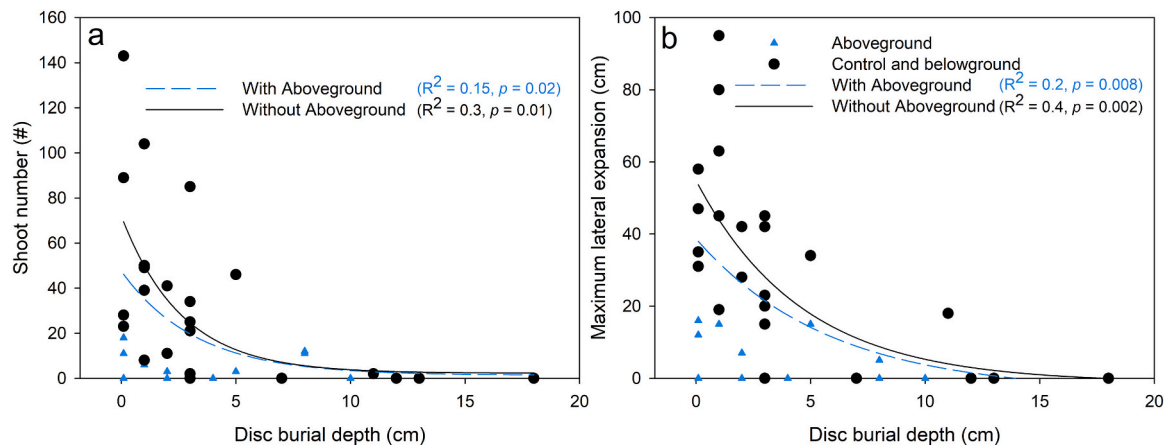 a
160
140
120
100
80
60
40
20
0
Shoot number (#)
With Aboveground (R² = 0.15, p = 0.02)
Without Aboveground (R² = 0.3, p = 0.01)
0 5 10 15 20
Disc burial depth (cm)
b
100
80
60
40
20
0
Maximum lateral expansion (cm)
Aboveground
Control and belowground
With Aboveground (R² = 0.2, p = 0.008)
Without Aboveground (R² = 0.4, p = 0.002)
0 5 10 15 20
Disc burial depth (cm)